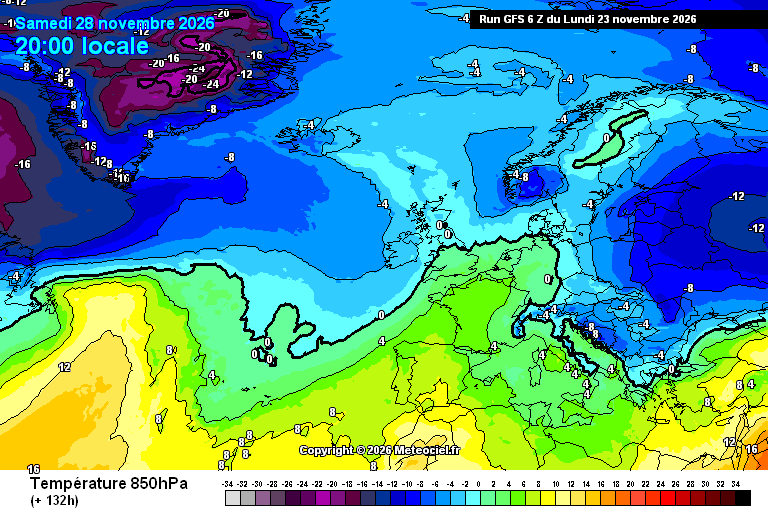 Samedi 28 novembre 2026
20:00 locale
Run GFS 6 Z du Lundi 23 novembre 2026
Copyright © 2026 Meteociel.fr
Température 850hPa
(+ 132h)
-34 -32 -30 -28 -26 -24 -22 -20 -18 -16 -14 -12 -10 -8 -6 -4 -2 0 2 4 6 8 10 12 14 16 18 20 22 24 26 28 30 32 34